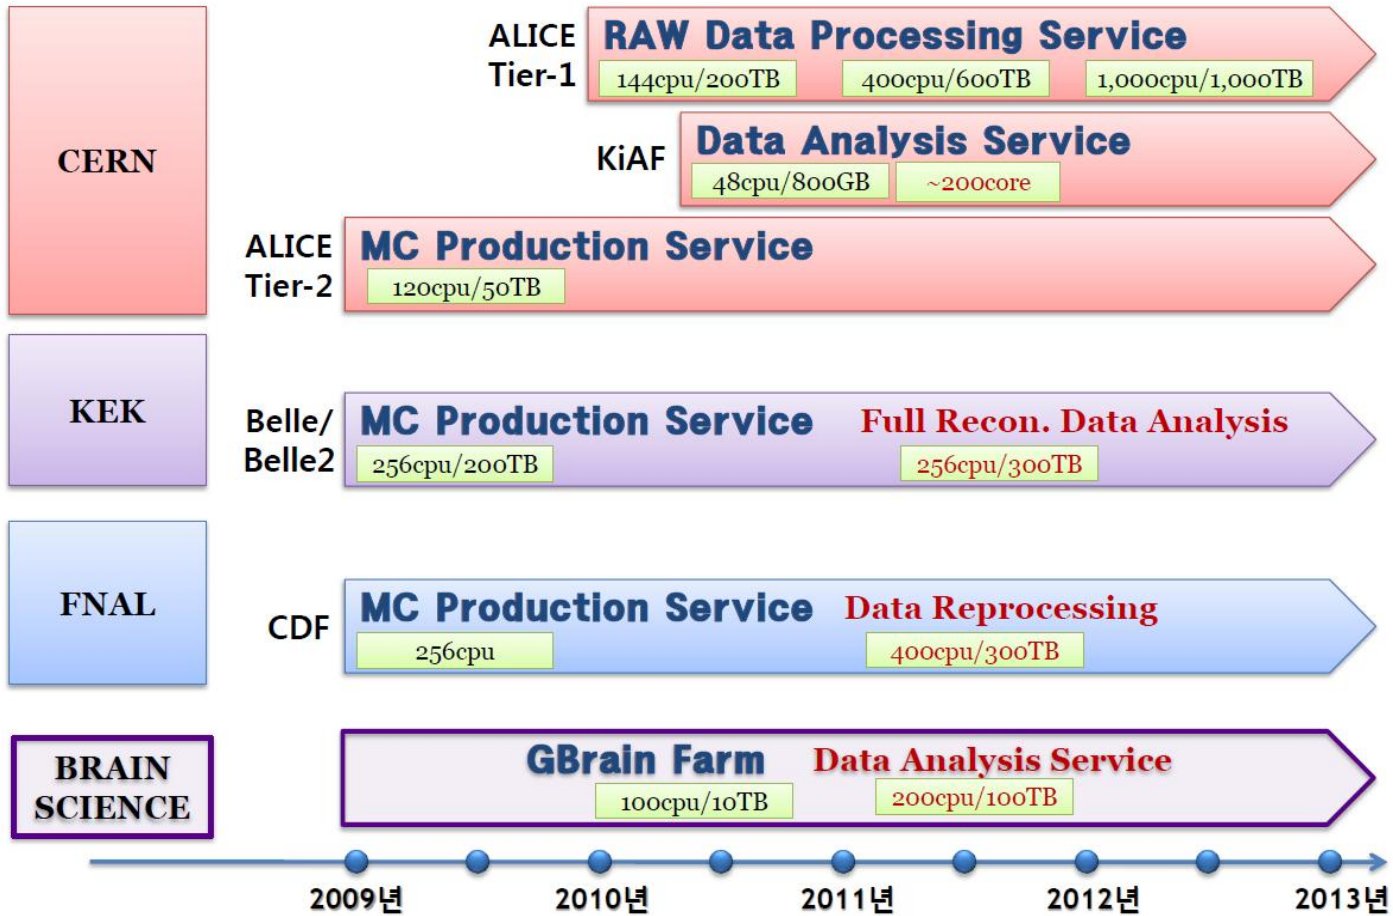 CERN
ALICE
Tier-1
RAW Data Processing Service
144cpu/200TB
400cpu/600TB
1,000cpu/1,000TB
KiAF
Data Analysis Service
48cpu/800GB
~200core
ALICE
Tier-2
MC Production Service
120cpu/50TB
KEK
Belle/
Belle2
MC Production Service
Full Recon. Data Analysis
256cpu/200TB
256cpu/300TB
FNAL
CDF
MC Production Service
Data Reprocessing
256cpu
400cpu/300TB
BRAIN
SCIENCE
GBrain Farm
Data Analysis Service
100cpu/10TB
200cpu/100TB
2009년
2010년
2011년
2012년
2013년